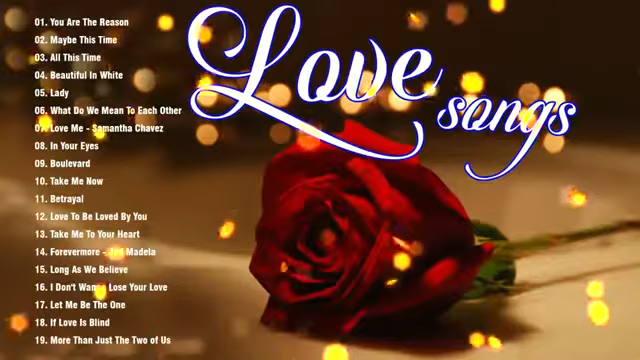 Love
songs
01. You Are The Reason
02. Maybe This Time
03. All This Time
04. Beautiful In White
05. Lady
06. What Do We Mean To Each Other
07. Love Me - Samantha Chavez
08. In Your Eyes
09. Boulevard
10. Take Me Now
11. Betrayal
12. Love To Be Loved By You
13. Take Me To Your Heart
14. Forevermore - Jed Madela
15. Long As We Believe
16. I Don't Wanna Lose Your Love
17. Let Me Be The One
18. If Love Is Blind
19. More Than Just The Two of Us